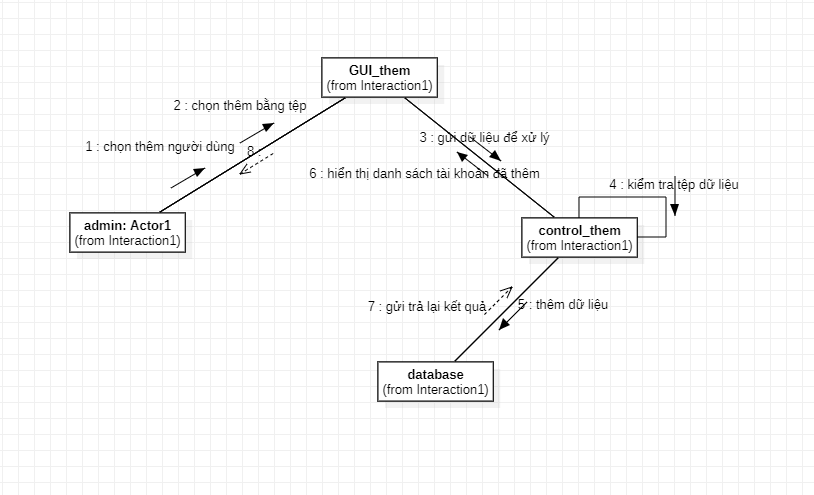 GUI_them
(from Interaction1)
2 : chọn thêm bằng tệp
1 : chọn thêm người dùng
8 :
3 : gửi dữ liệu để xử lý
6 : hiển thị danh sách tài khoản đã thêm
4 : kiểm tra tệp dữ liệu
admin: Actor1
(from Interaction1)
control_them
(from Interaction1)
7 : gửi trả lại kết quả
5 : thêm dữ liệu
database
(from Interaction1)